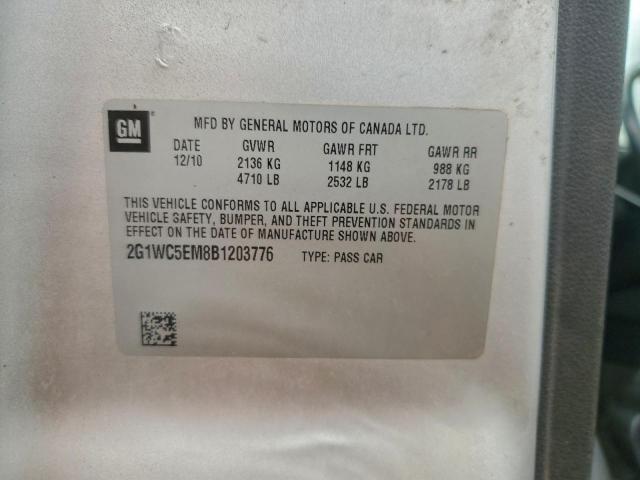 GM
MFD BY GENERAL MOTORS OF CANADA LTD.
DATE GVWR GAWR FRT GAWR RR
12/10 2136 KG 1148 KG 988 KG
4710 LB 2532 LB 2178 LB
THIS VEHICLE CONFORMS TO ALL APPLICABLE U.S. FEDERAL MOTOR
VEHICLE SAFETY, BUMPER, AND THEFT PREVENTION STANDARDS IN
EFFECT ON THE DATE OF MANUFACTURE SHOWN ABOVE.
2G1WC5EM8B1203776 TYPE: PASS CAR